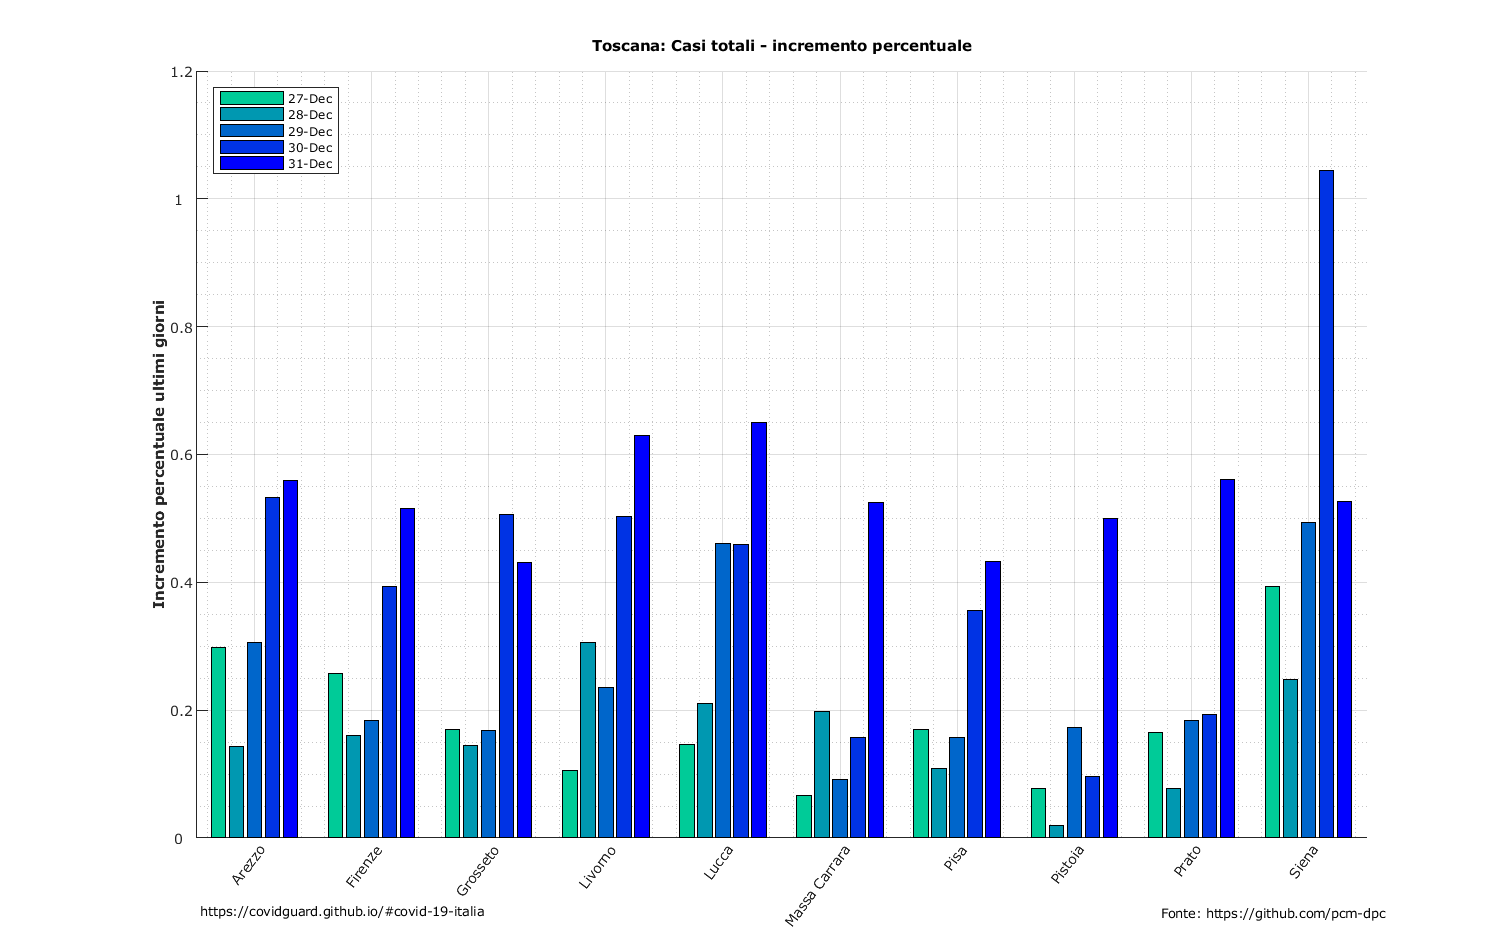 Toscana: Casi totali - incremento percentuale
Incremento percentuale ultimi giorni
1.2
1
0.8
0.6
0.4
0.2
0
27-Dec
28-Dec
29-Dec
30-Dec
31-Dec
Arezzo
Firenze
Grosseto
Livorno
Lucca
Massa Carrara
Pisa
Pistoia
Prato
Siena
https://covidguard.github.io/#covid-19-italia
Fonte: https://github.com/pcm-dpc